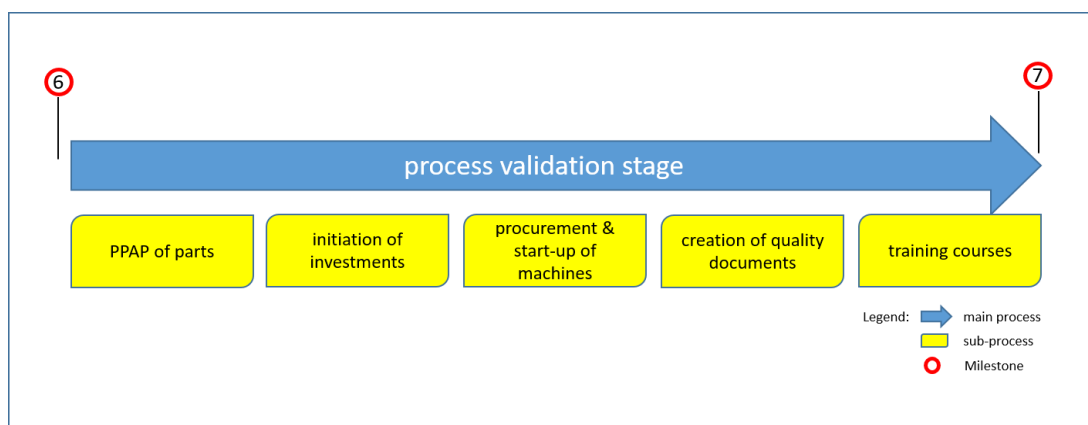 6
7
process validation stage
PPAP of parts
initiation of
investments
procurement &
start-up of
machines
creation of quality
documents
training courses
Legend:
main process
sub-process
Milestone